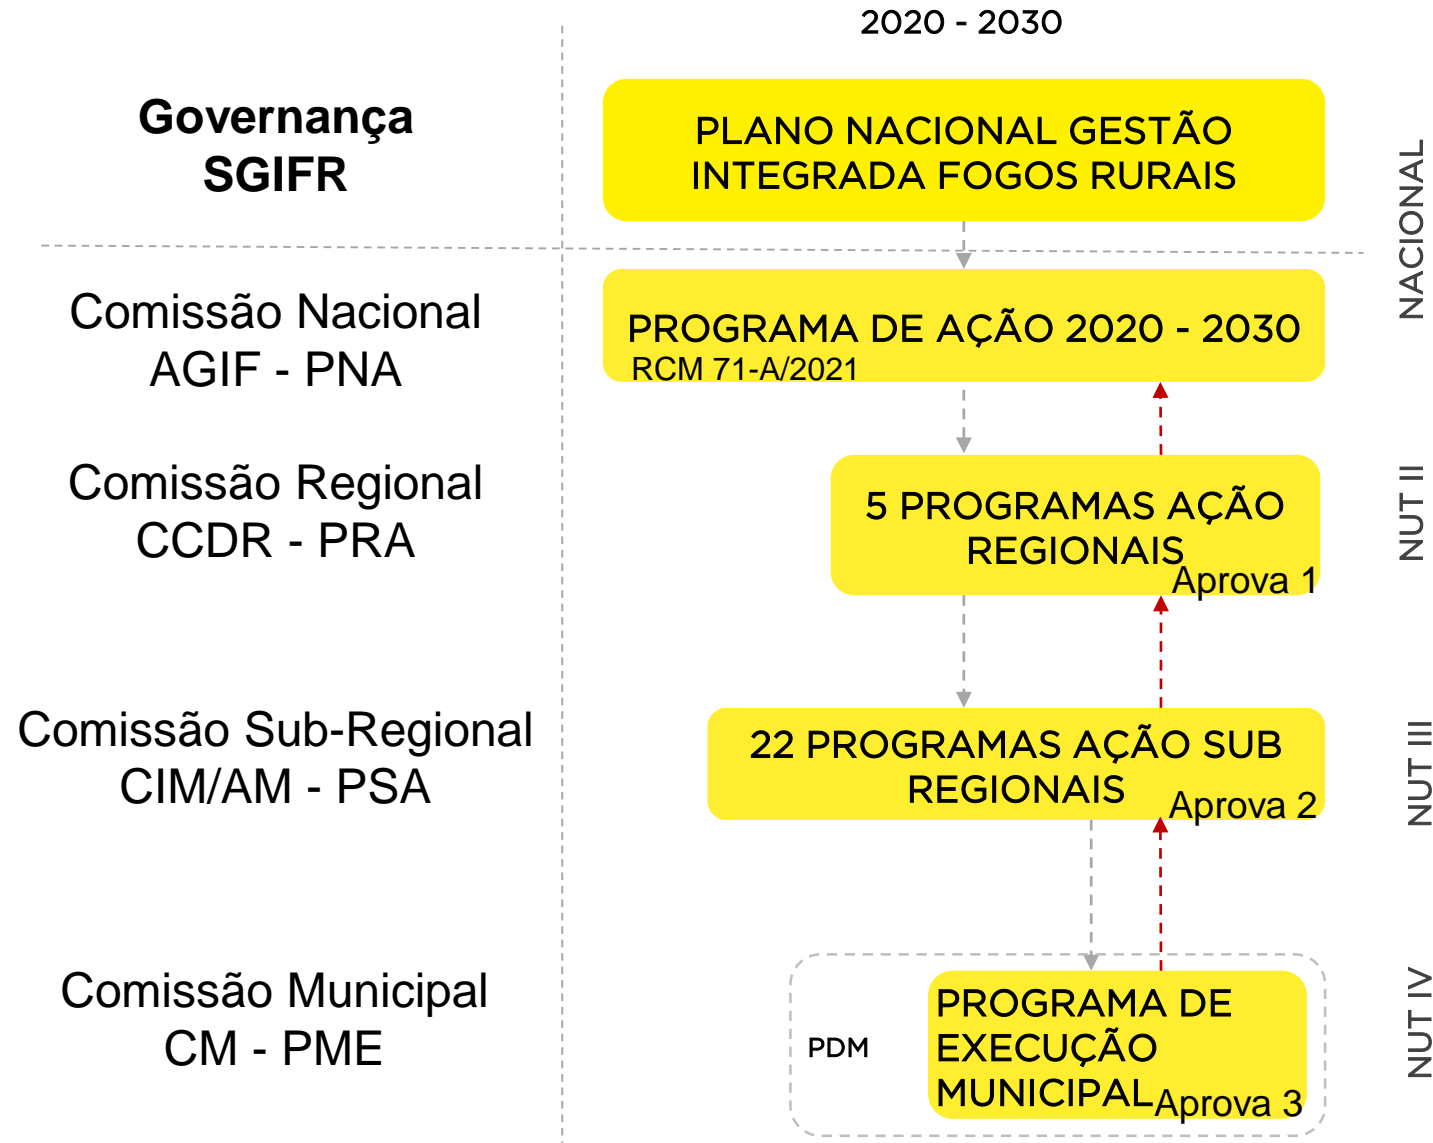 2020 - 2030
Governança
SGIFR
PLANO NACIONAL GESTÃO
INTEGRADA FOGOS RURAIS
NACIONAL
Comissão Nacional
AGIF - PNA
PROGRAMA DE AÇÃO 2020 - 2030
RCM 71-A/2021
Comissão Regional
CCDR - PRA
5 PROGRAMAS AÇÃO
REGIONAIS
Aprova 1
NUT II
Comissão Sub-Regional
CIM/AM - PSA
22 PROGRAMAS AÇÃO SUB
REGIONAIS
Aprova 2
NUT III
Comissão Municipal
CM - PME
PDM
PROGRAMA DE
EXECUÇÃO
MUNICIPAL
Aprova 3
NUT IV